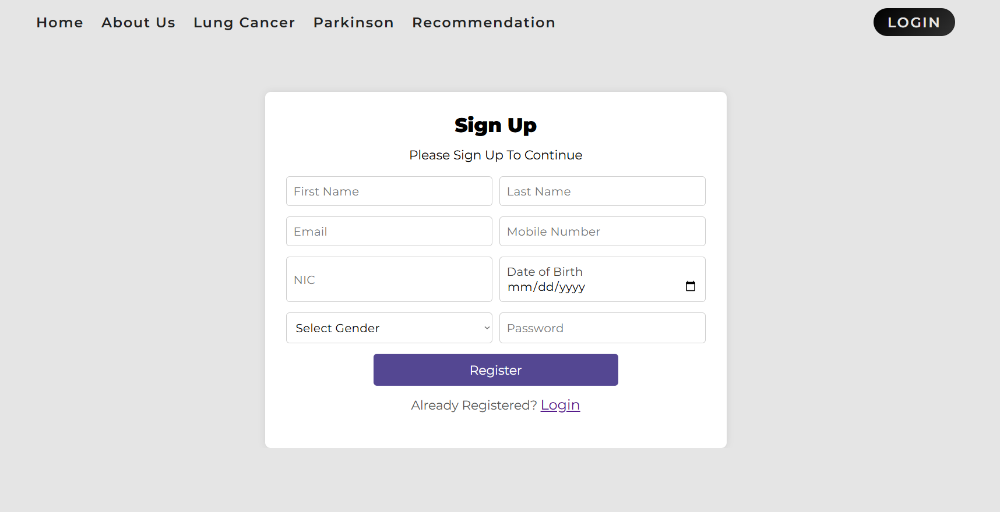 Home About Us Lung Cancer Parkinson Recommendation LOGIN
Sign Up
Please Sign Up To Continue
First Name Last Name
Email Mobile Number
NIC
Date of Birth
mm/dd/yyyy
Select Gender Password
Register
Already Registered? Login